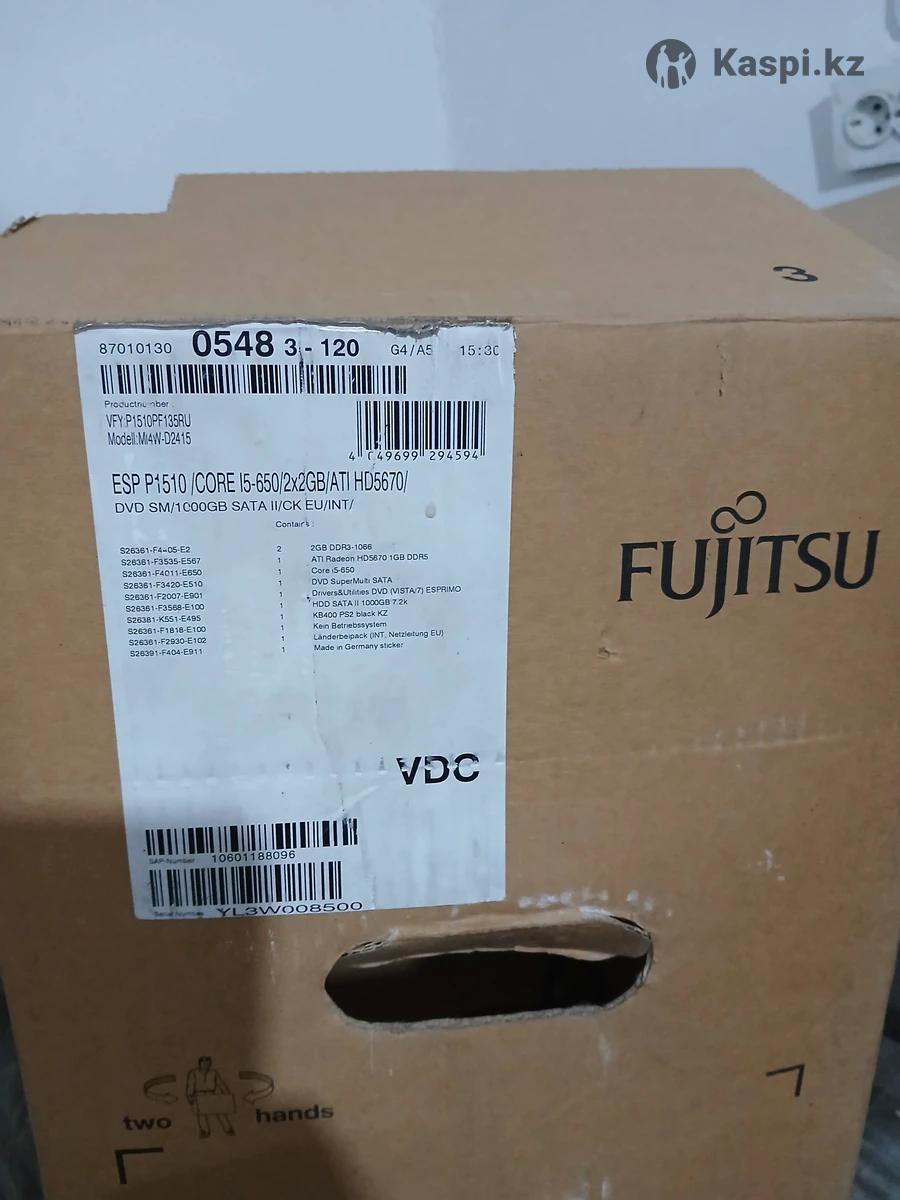 Kaspi.kz
3
87010130 0548 3 - 120 G4/A5 15:30
Productnumber :
VFY:P1510PF135RU
Modell:MI4W-D2415
4 049699 294594
ESP P1510 /CORE I5-650/2x2GB/ATI HD5670/
DVD SM/1000GB SATA II/CK EU/INT/
Contains :
S26361-F4405-E2 2 2GB DDR3-1066
S26361-F3535-E567 1 ATI Radeon HD5670 1GB DDR5
S26361-F4011-E650 1 Core i5-650
S26361-F3420-E510 1 DVD SuperMulti SATA
S26361-F2007-E901 1 Drivers&Utilities DVD (VISTA/7) ESPRIMO
S26361-F3568-E100 1 HDD SATA II 1000GB 7.2k
S26381-K551-E495 1 KB400 PS2 black KZ
S26361-F1818-E100 1 Kein Betriebssystem
S26361-F2930-E102 1 Länderbeipack (INT, Netzleitung EU)
S26391-F404-E911 1 Made in Germany sticker
FUJITSU
VDC
SAP-Number : 10601188096
Serial Number YL3W008500
two hands